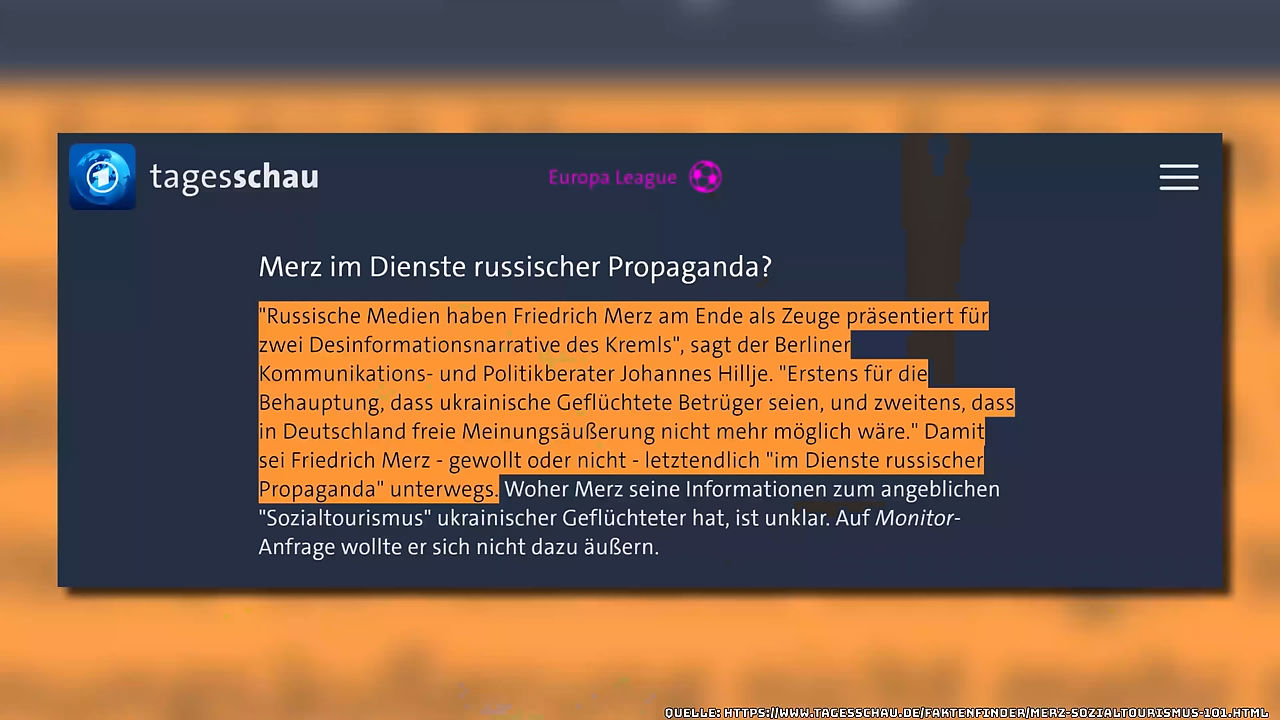 tagesschau
Europa League
Merz im Dienste russischer Propaganda?
"Russische Medien haben Friedrich Merz am Ende als Zeuge präsentiert für
zwei Desinformationsnarrative des Kremls", sagt der Berliner
Kommunikations- und Politikberater Johannes Hillje. "Erstens für die
Behauptung, dass ukrainische Geflüchtete Betrüger seien, und zweitens, dass
in Deutschland freie Meinungsäußerung nicht mehr möglich wäre." Damit
sei Friedrich Merz - gewollt oder nicht - letztendlich "im Dienste russischer
Propaganda" unterwegs. Woher Merz seine Informationen zum angeblichen
"Sozialtourismus" ukrainischer Geflüchteter hat, ist unklar. Auf Monitor-
Anfrage wollte er sich nicht dazu äußern.
QUELLE: HTTPS://WWW.TAGESSCHAU.DE/FAKTENFINDER/MERZ-SOZIALTOURISMUS-101.HTML